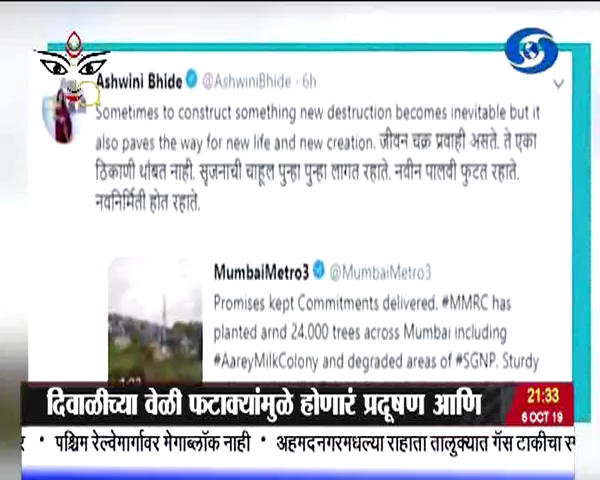 Ashwini Bhide @AshwiniBhide · 6h
Sometimes to construct something new destruction becomes inevitable but it
also paves the way for new life and new creation. जीवन चक्र प्रवाही असते. ते एका
ठिकाणी थांबत नाही. सृजनाची चाहूल पुन्हा पुन्हा लागत रहाते. नवीन पालवी फुटत रहाते.
नवनिर्मिती होत रहाते.
MumbaiMetro3 @MumbaiMetro3
Promises kept Commitments delivered. #MMRC has
planted arnd 24,000 trees across Mumbai including
#AareyMilkColony and degraded areas of #SGNP. Sturdy
दिवाळीच्या वेळी फटाक्यांमुळे होणारं प्रदूषण आणि
21:33
6 OCT 19
• पश्चिम रेल्वेमार्गावर मेगाब्लॉक नाही • अहमदनगरमधल्या राहाता तालुक्यात गॅस टाकीचा